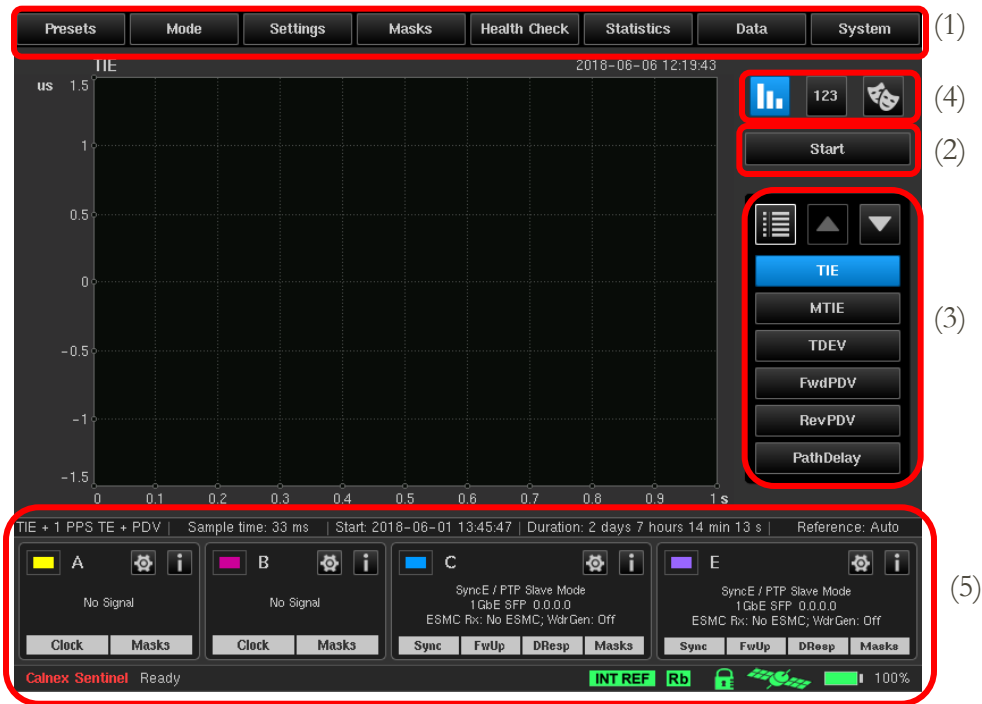 Presets Mode Settings Masks Health Check Statistics Data System (1)
TIE 2018-06-06 12:19:43
us 1.5
123 (4)
1 Start (2)
0.5
TIE
0
MTIE (3)
TDEV
-0.5
FwdPDV
-1 RevPDV
PathDelay
-1.5
0 0.1 0.2 0.3 0.4 0.5 0.6 0.7 0.8 0.9 1 s
TIE + 1 PPS TE + PDV | Sample time: 33 ms | Start: 2018-06-01 13:45:47 | Duration: 2 days 7 hours 14 min 13 s | Reference: Auto
A i B i C i E i
No Signal No Signal SyncE / PTP Slave Mode SyncE / PTP Slave Mode (5)
1GbE SFP 0.0.0.0 1GbE SFP 0.0.0.0
ESMC Rx: No ESMC; WdrGen: Off ESMC Rx: No ESMC; WdrGen: Off
Clock Masks Clock Masks Sync FwUp DResp Masks Sync FwUp DResp Masks
Calnex Sentinel Ready INT REF Rb 100%